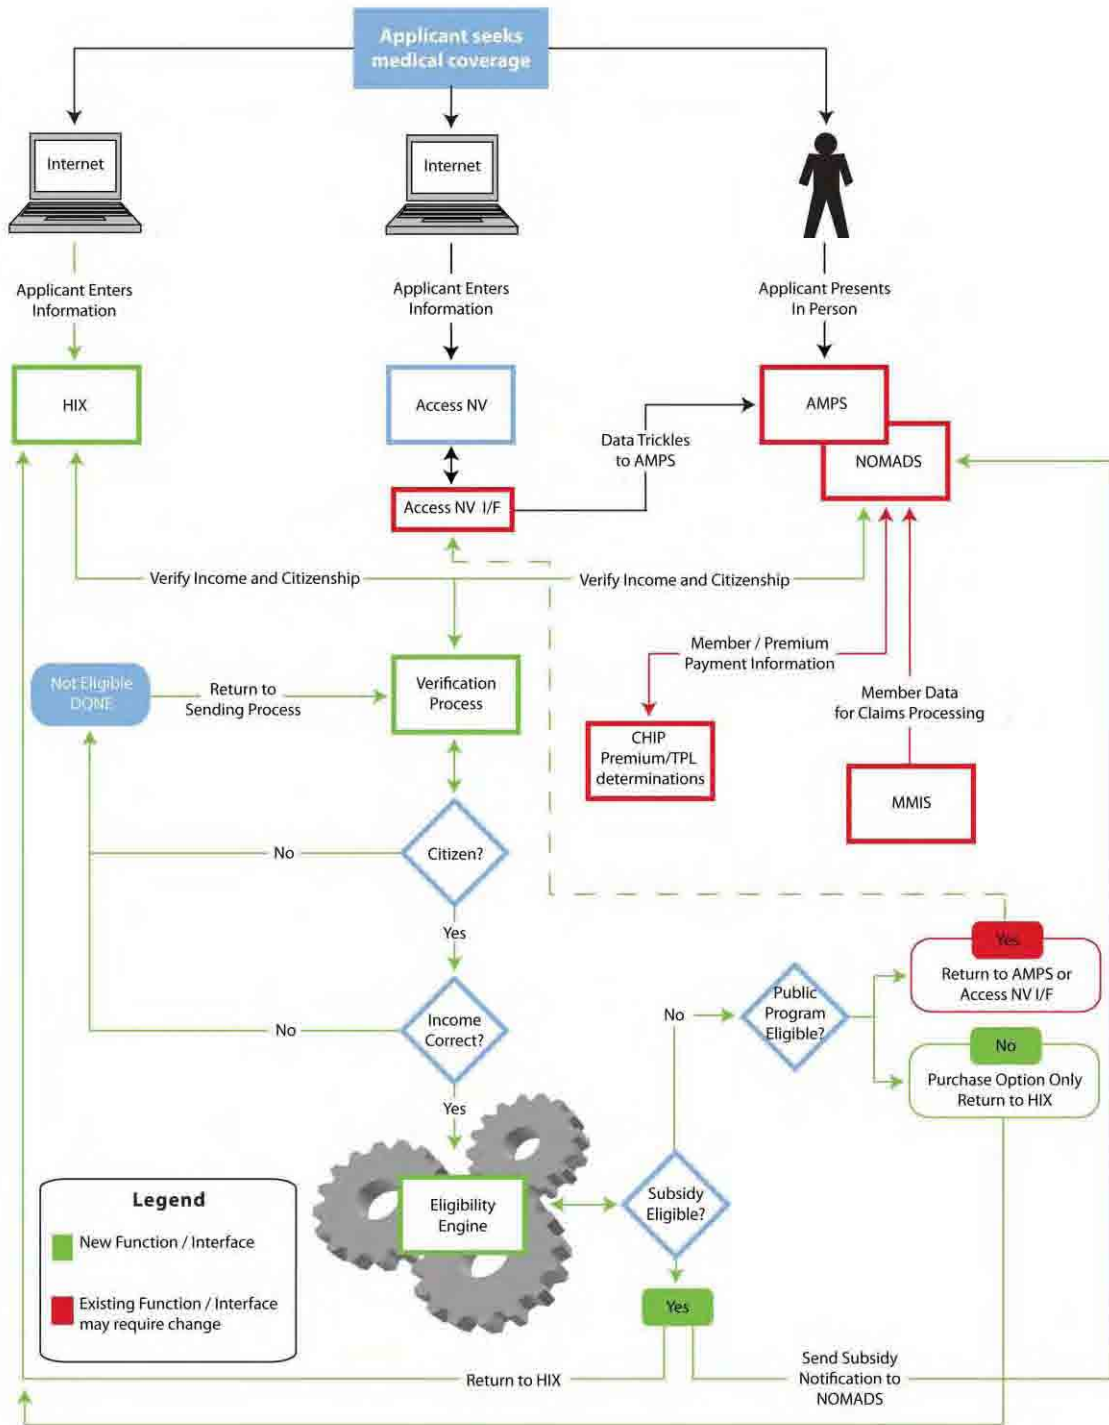 Applicant seeks
medical coverage
Internet
Internet
Applicant Enters
Information
Applicant Enters
Information
Applicant Presents
In Person
HIX
Access NV
AMPS
NOMADS
Data Trickles
to AMPS
Access NV I/F
Verify Income and Citizenship
Verify Income and Citizenship
Member / Premium
Payment Information
Not Eligible
DONE
Return to
Sending Process
Verification
Process
Member Data
for Claims Processing
CHIP
Premium/TPL
determinations
MMIS
No
Citizen?
Yes
Yes
Return to AMPS or
Access NV I/F
No
Income
Correct?
No
Public
Program
Eligible?
No
Purchase Option Only
Return to HIX
Yes
Eligibility
Engine
Subsidy
Eligible?
Legend
New Function / Interface
Existing Function / Interface
may require change
Yes
Return to HIX
Send Subsidy
Notification to
NOMADS